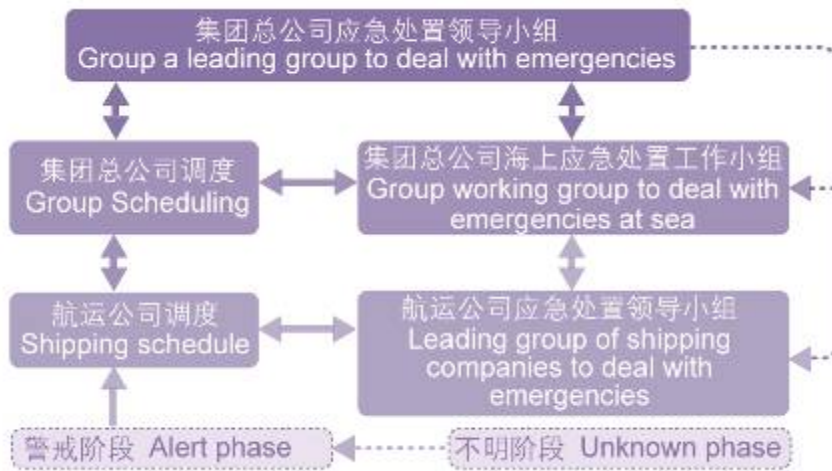 集团总公司应急处置领导小组
Group a leading group to deal with emergencies
集团总公司调度
Group Scheduling
集团总公司海上应急处置工作小组
Group working group to deal with
emergencies at sea
航运公司调度
Shipping schedule
航运公司应急处置领导小组
Leading group of shipping
companies to deal with
emergencies
警戒阶段 Alert phase
不明阶段 Unknown phase